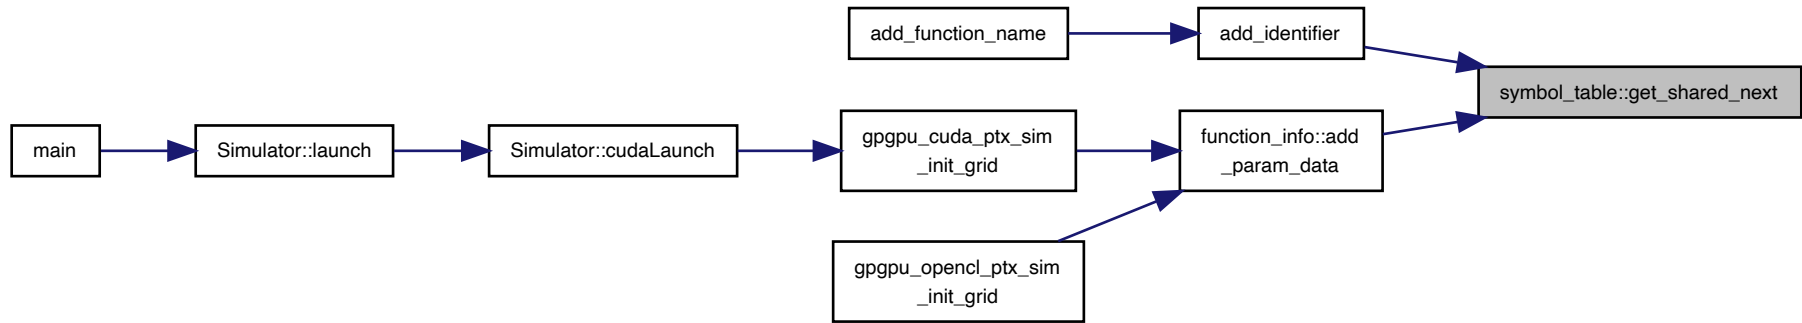 add_function_name
add_identifier
symbol_table::get_shared_next
main
Simulator::launch
Simulator::cudaLaunch
gpgpu_cuda_ptx_sim
_init_grid
function_info::add
_param_data
gpgpu_opencl_ptx_sim
_init_grid